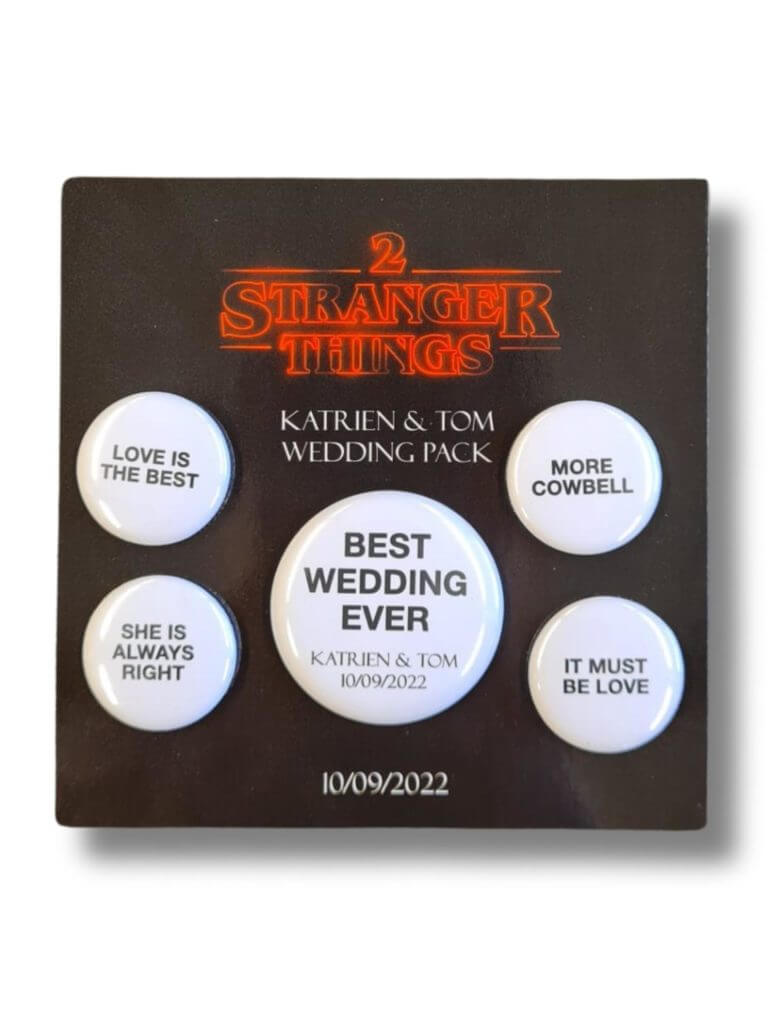 2
STRANGER
THINGS
KATRIEN & TOM
WEDDING PACK
LOVE IS
THE BEST
MORE
COWBELL
BEST
WEDDING
EVER
KATRIEN & TOM
10/09/2022
SHE IS
ALWAYS
RIGHT
IT MUST
BE LOVE
10/09/2022